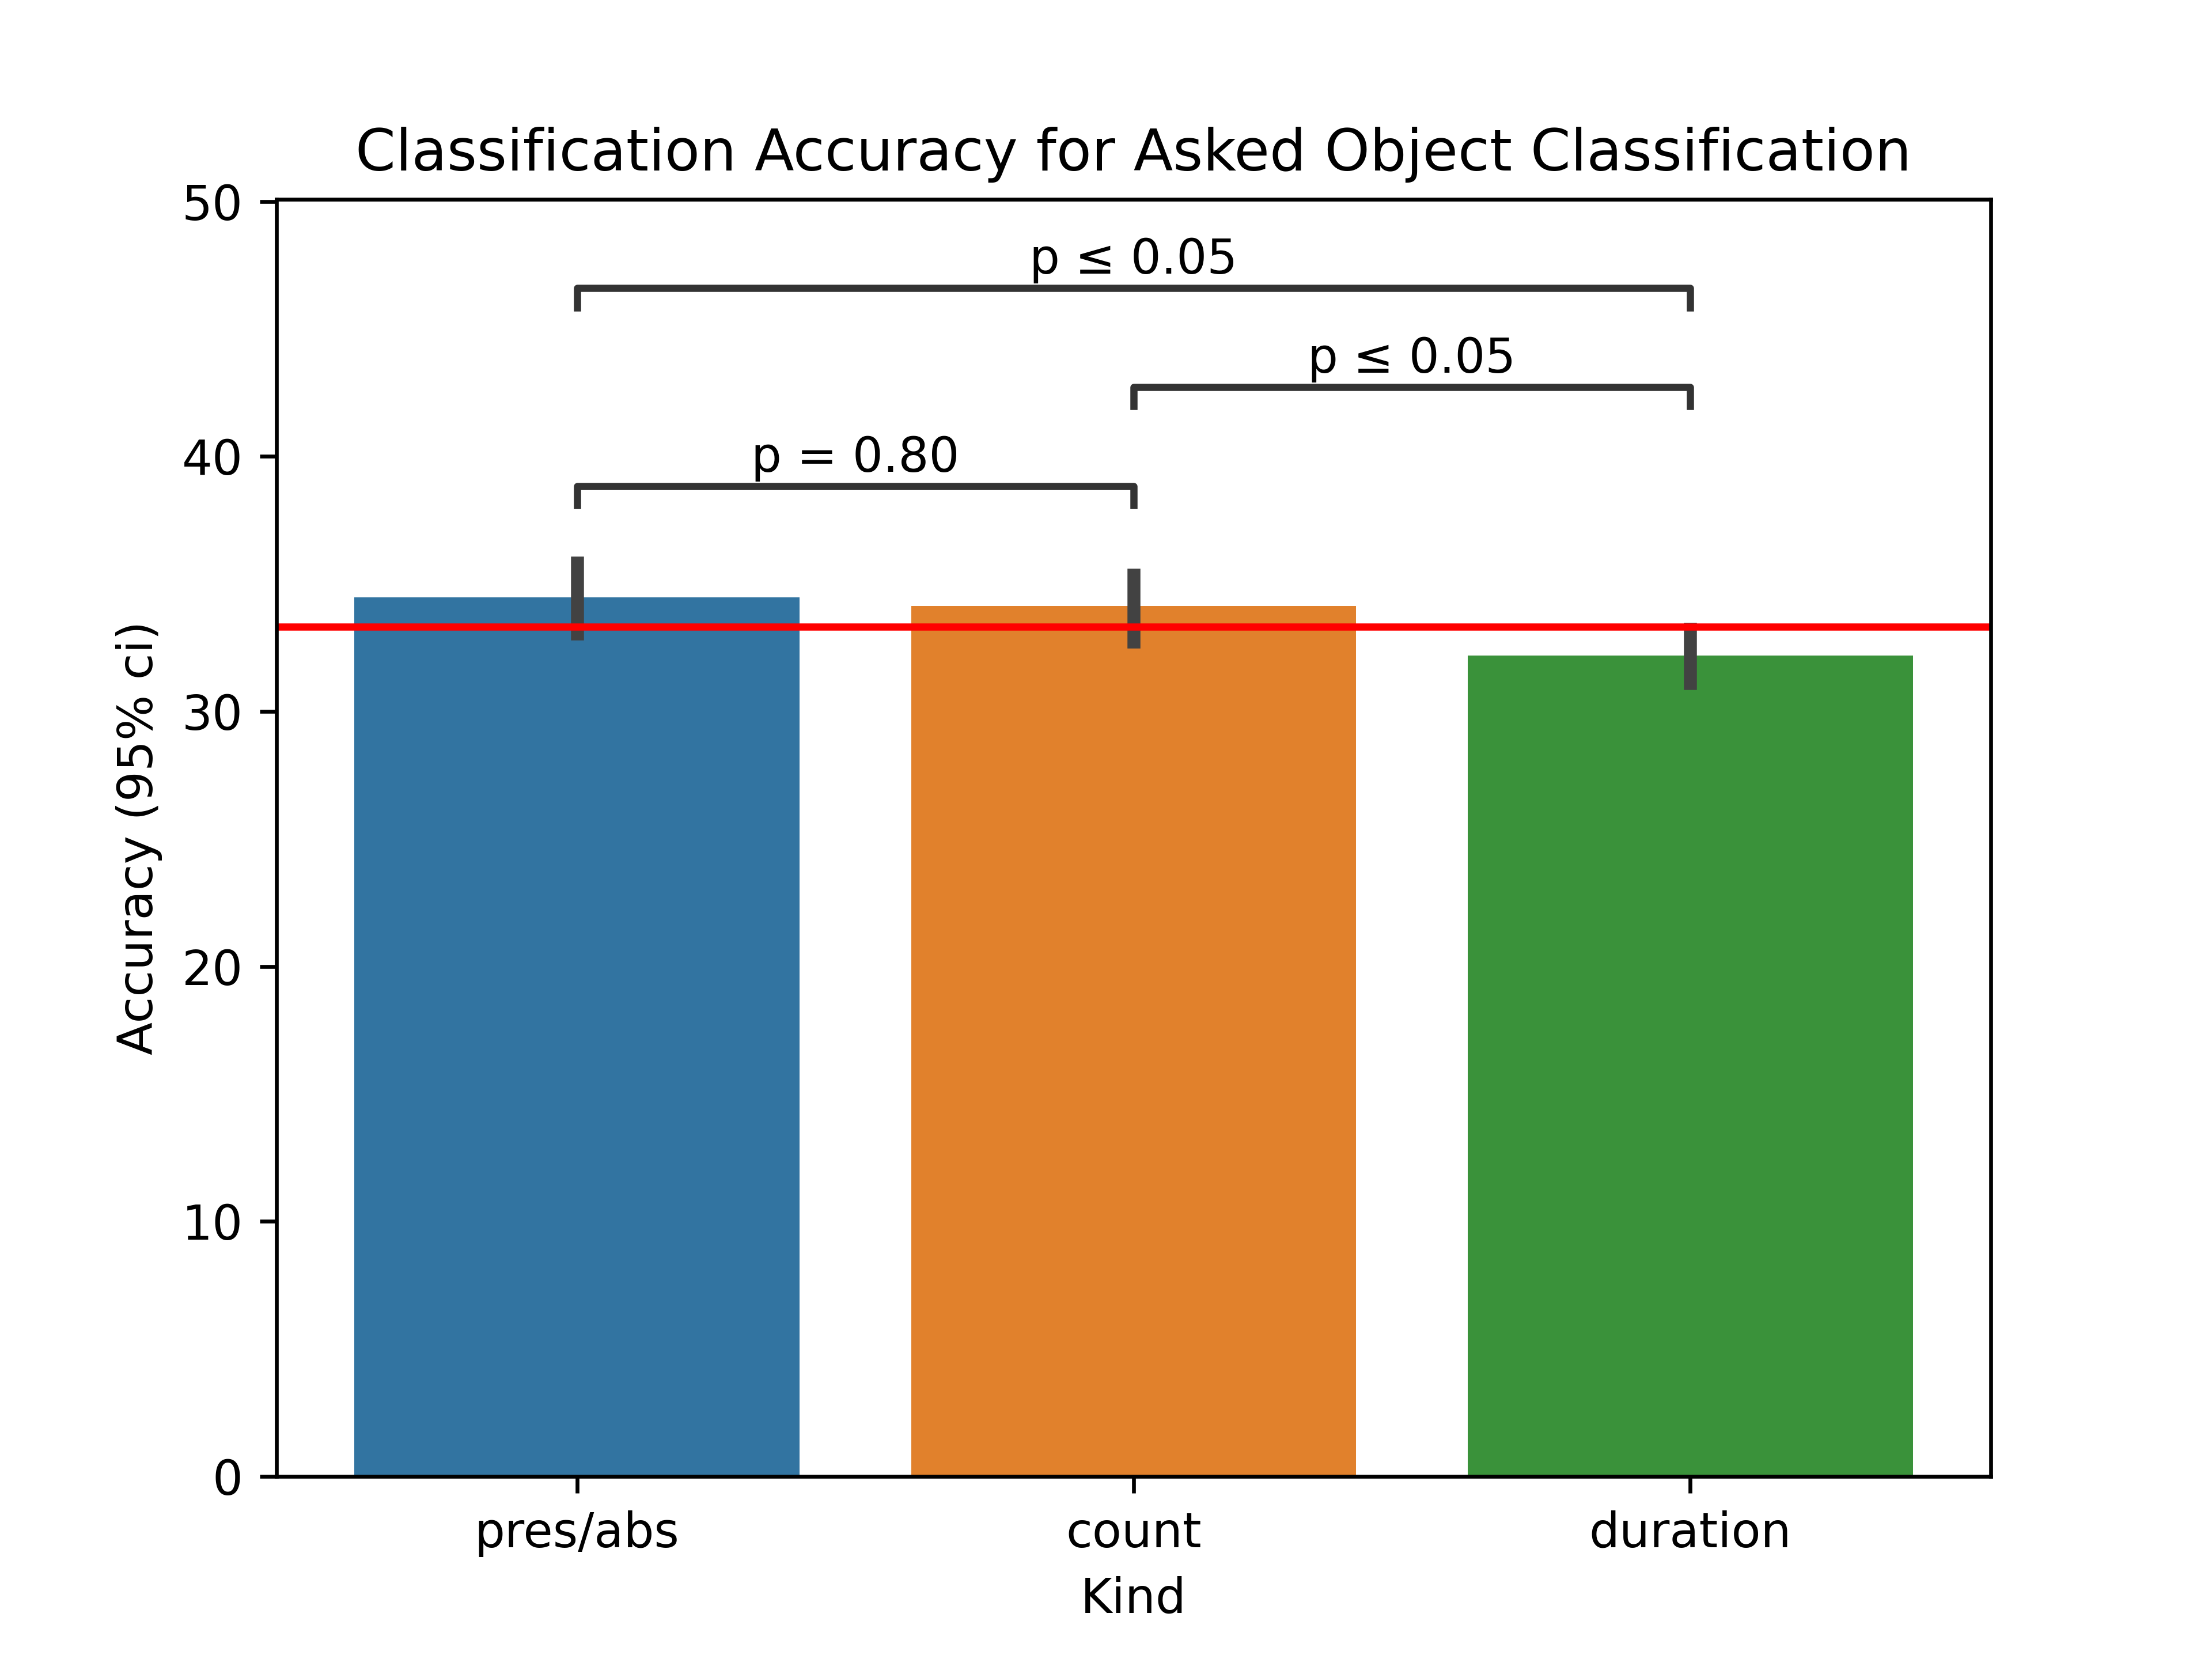 Classification Accuracy for Asked Object Classification
50
40
30
20
10
0
Accuracy (95% ci)
p ≤ 0.05
p ≤ 0.05
p = 0.80
pres/abs
count
duration
Kind